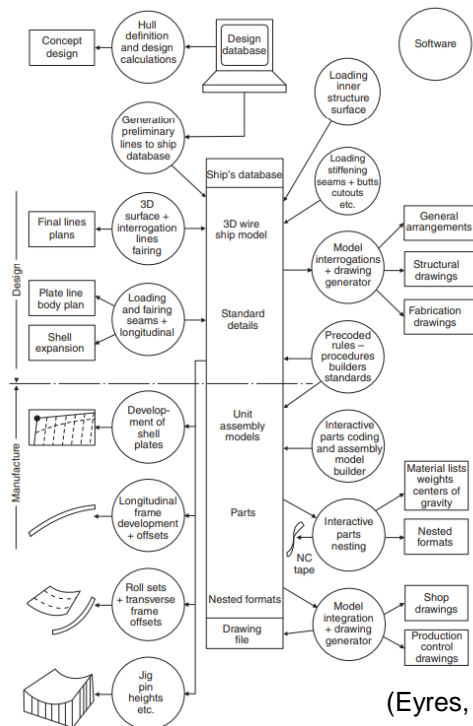 Concept
design
Hull
definition
and design
calculations
Design
database
Software
Generation
preliminary
lines to ship
database
Loading
inner
structure
surface
Ship's database
Loading
stiffening
seams + butts
cutouts
etc.
Design
Final lines
plans
3D
surface +
interrogation
lines
fairing
3D wire
ship model
Model
interrogations
+ drawing
generator
General
arrangements
Structural
drawings
Fabrication
drawings
Plate line
body plan
Shell
expansion
Loading
and fairing
seams +
longitudinal
Standard
details
Precoded
rules –
procedures
builders
standards
Manufacture
Develop-
ment of
shell
plates
Unit
assembly
models
Interactive
parts coding
and assembly
model
builder
Longitudinal
frame
development
+ offsets
Parts
NC
tape
Interactive
parts
nesting
Material lists
weights
centers of
gravity
Nested
formats
Roll sets
+ transverse
frame
offsets
Nested formats
Drawing
file
Model
integration
+ drawing
generator
Shop
drawings
Production
control
drawings
Jig
pin
heights
etc.
(Eyres,